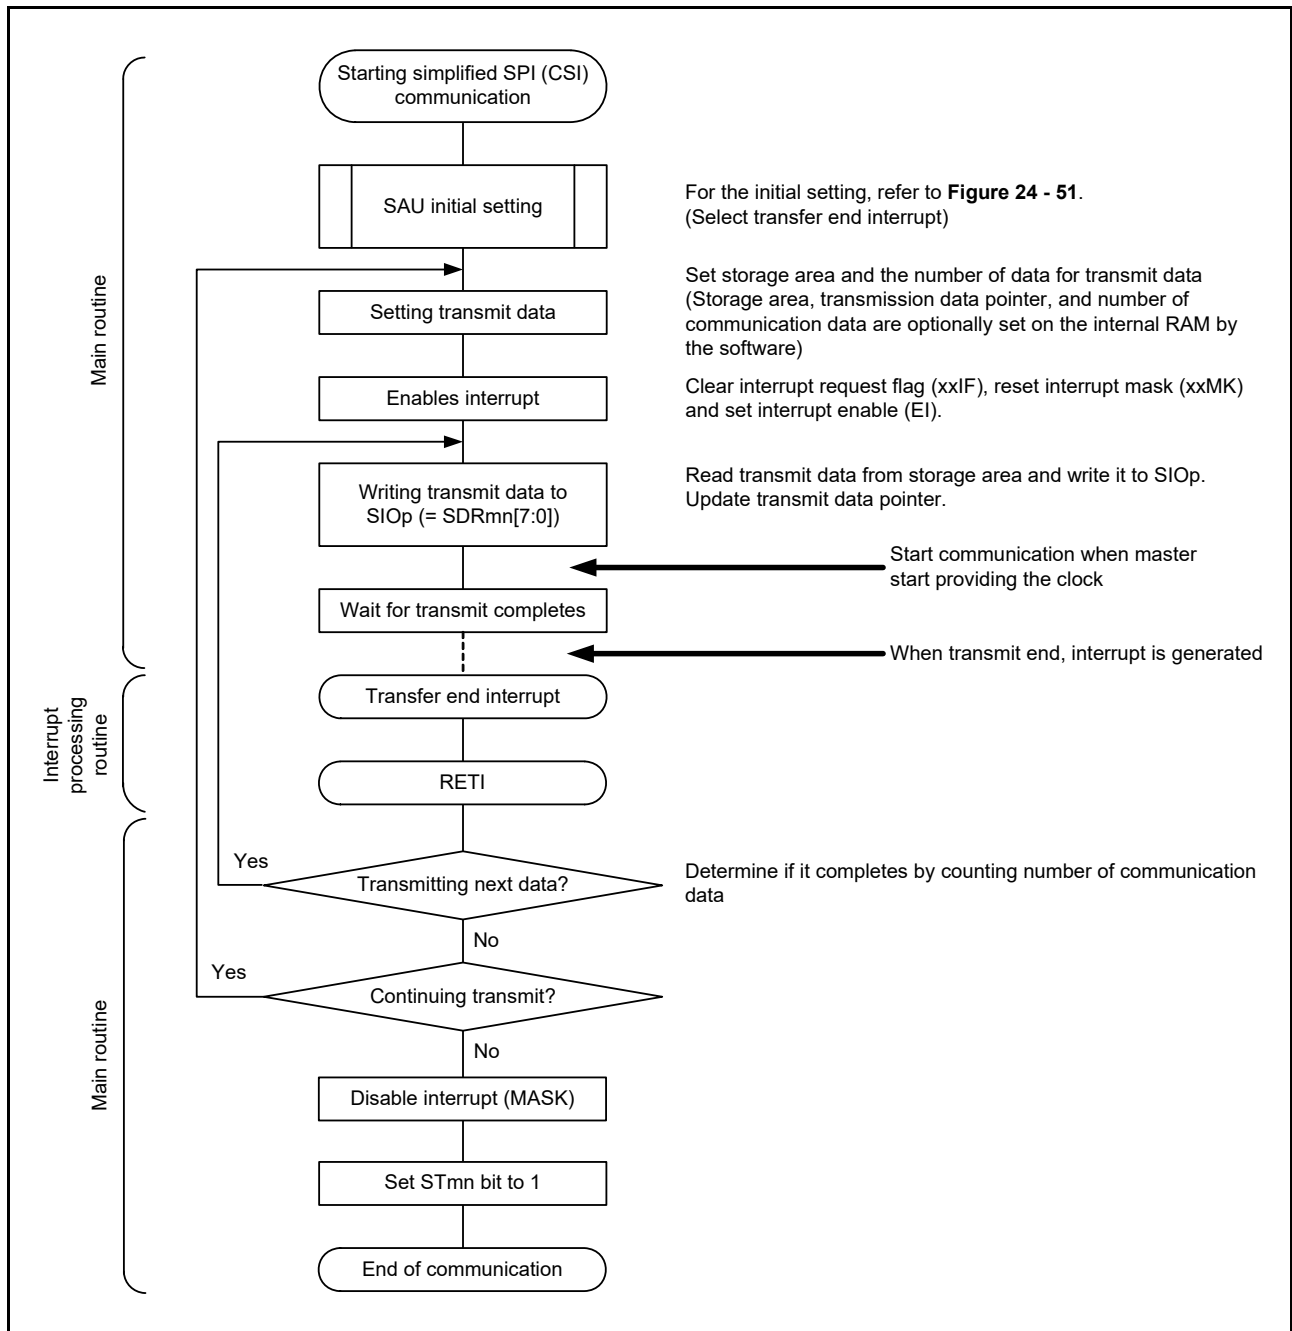 Starting simplified SPI (CSI)
communication
SAU initial setting
For the initial setting, refer to Figure 24 - 51.
(Select transfer end interrupt)
Main routine
Setting transmit data
Set storage area and the number of data for transmit data
(Storage area, transmission data pointer, and number of
communication data are optionally set on the internal RAM by
the software)
Enables interrupt
Clear interrupt request flag (xxIF), reset interrupt mask (xxMK)
and set interrupt enable (EI).
Writing transmit data to
SIOp (= SDRmn[7:0])
Read transmit data from storage area and write it to SIOp.
Update transmit data pointer.
Start communication when master
start providing the clock
Wait for transmit completes
When transmit end, interrupt is generated
Interrupt
processing
routine
Transfer end interrupt
RETI
Yes
Transmitting next data?
Determine if it completes by counting number of communication
data
No
Yes
Continuing transmit?
No
Main routine
Disable interrupt (MASK)
Set STmn bit to 1
End of communication